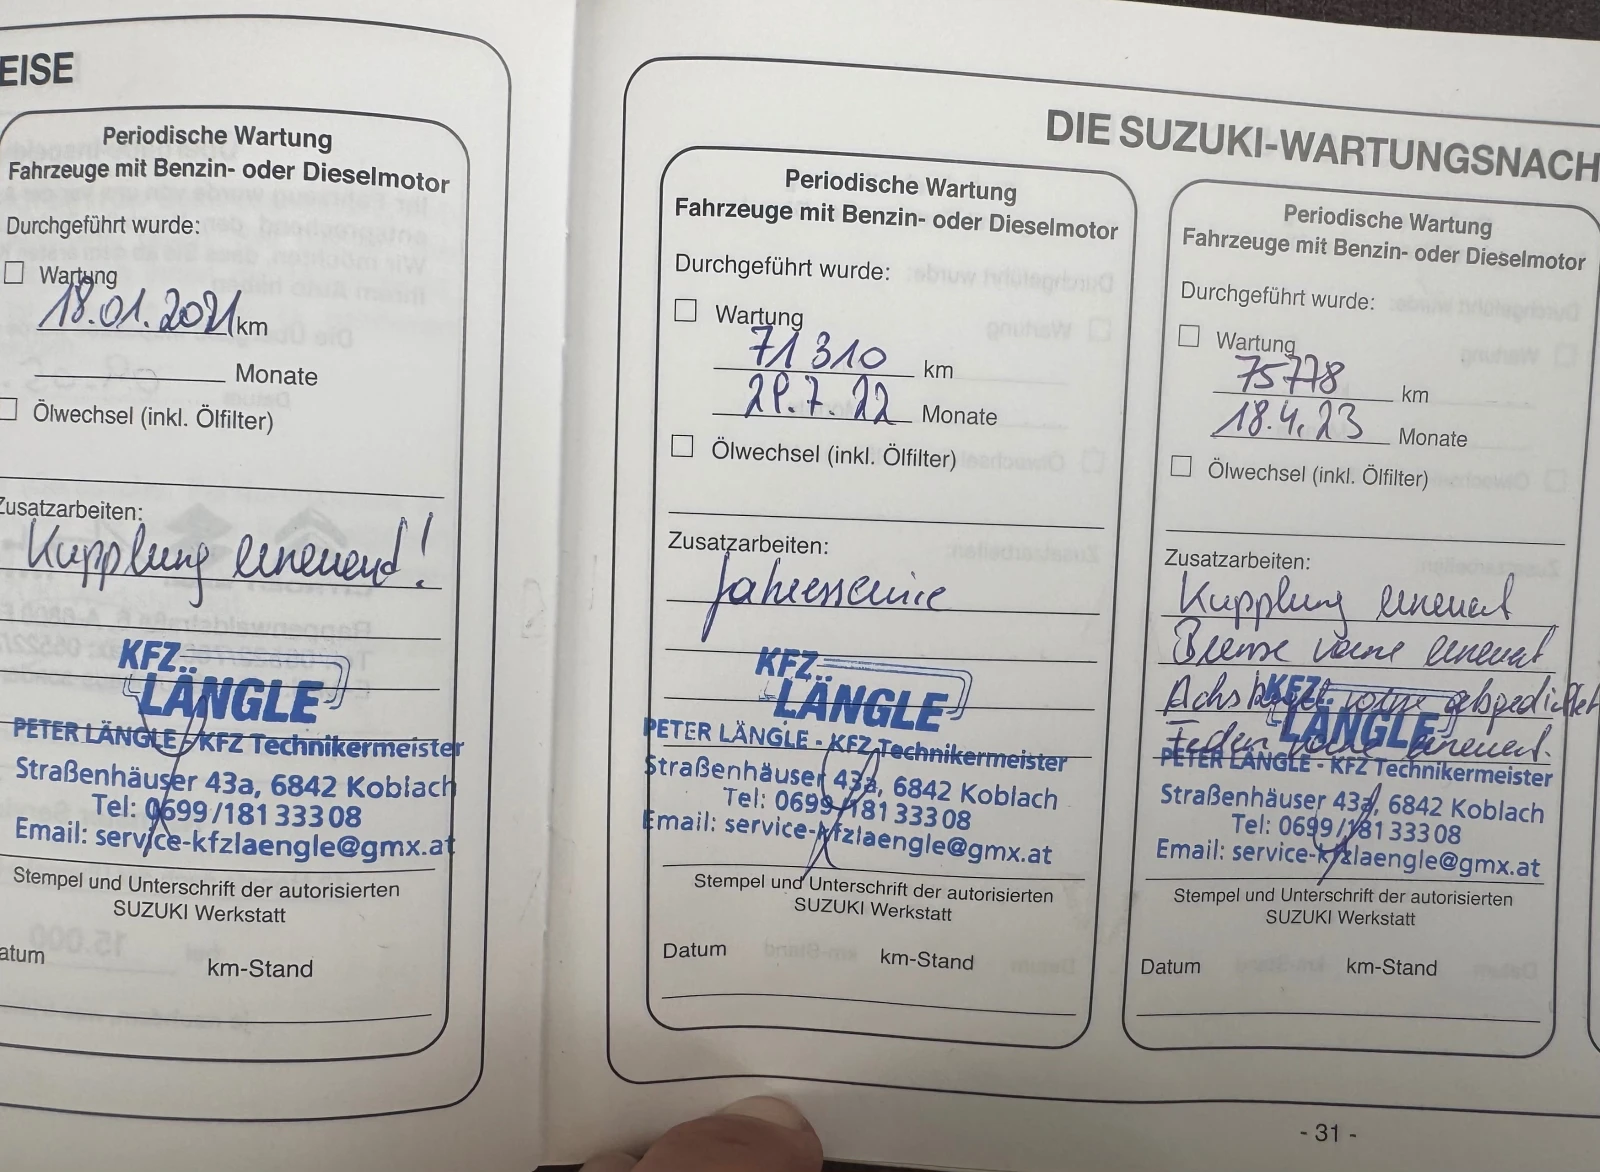 EISE
Periodische Wartung
Fahrzeuge mit Benzin- oder Dieselmotor
Durchgeführt wurde:
Wartung
18.01.2021 km
Monate
Ölwechsel (inkl. Ölfilter)
Zusatzarbeiten:
Kupplung erneuert!
KFZ
LÄNGLE
PETER LÄNGLE - KFZ Technikermeister
Straßenhäuser 43a, 6842 Koblach
Tel: 0699/181 333 08
Email: service-kfzlaengle@gmx.at
Stempel und Unterschrift der autorisierten
SUZUKI Werkstatt
atum km-Stand
DIE SUZUKI-WARTUNGSNACH
Periodische Wartung
Fahrzeuge mit Benzin- oder Dieselmotor
Durchgeführt wurde:
Wartung
71310 km
29.7.22 Monate
Ölwechsel (inkl. Ölfilter)
Zusatzarbeiten:
Jahresservice
KFZ
LÄNGLE
PETER LÄNGLE - KFZ Technikermeister
Straßenhäuser 43a, 6842 Koblach
Tel: 0699/181 333 08
Email: service-kfzlaengle@gmx.at
Stempel und Unterschrift der autorisierten
SUZUKI Werkstatt
Datum km-Stand
Periodische Wartung
Fahrzeuge mit Benzin- oder Dieselmotor
Durchgeführt wurde:
Wartung
75778 km
18.4.23 Monate
Ölwechsel (inkl. Ölfilter)
Zusatzarbeiten:
Kupplung erneuert
Bremse vorne erneuert
vorne
Federn vorne erneuert.
KFZ
LÄNGLE
PETER LÄNGLE - KFZ Technikermeister
Straßenhäuser 43a, 6842 Koblach
Tel: 0699/181 333 08
Email: service-kfzlaengle@gmx.at
Stempel und Unterschrift der autorisierten
SUZUKI Werkstatt
Datum km-Stand
- 31 -